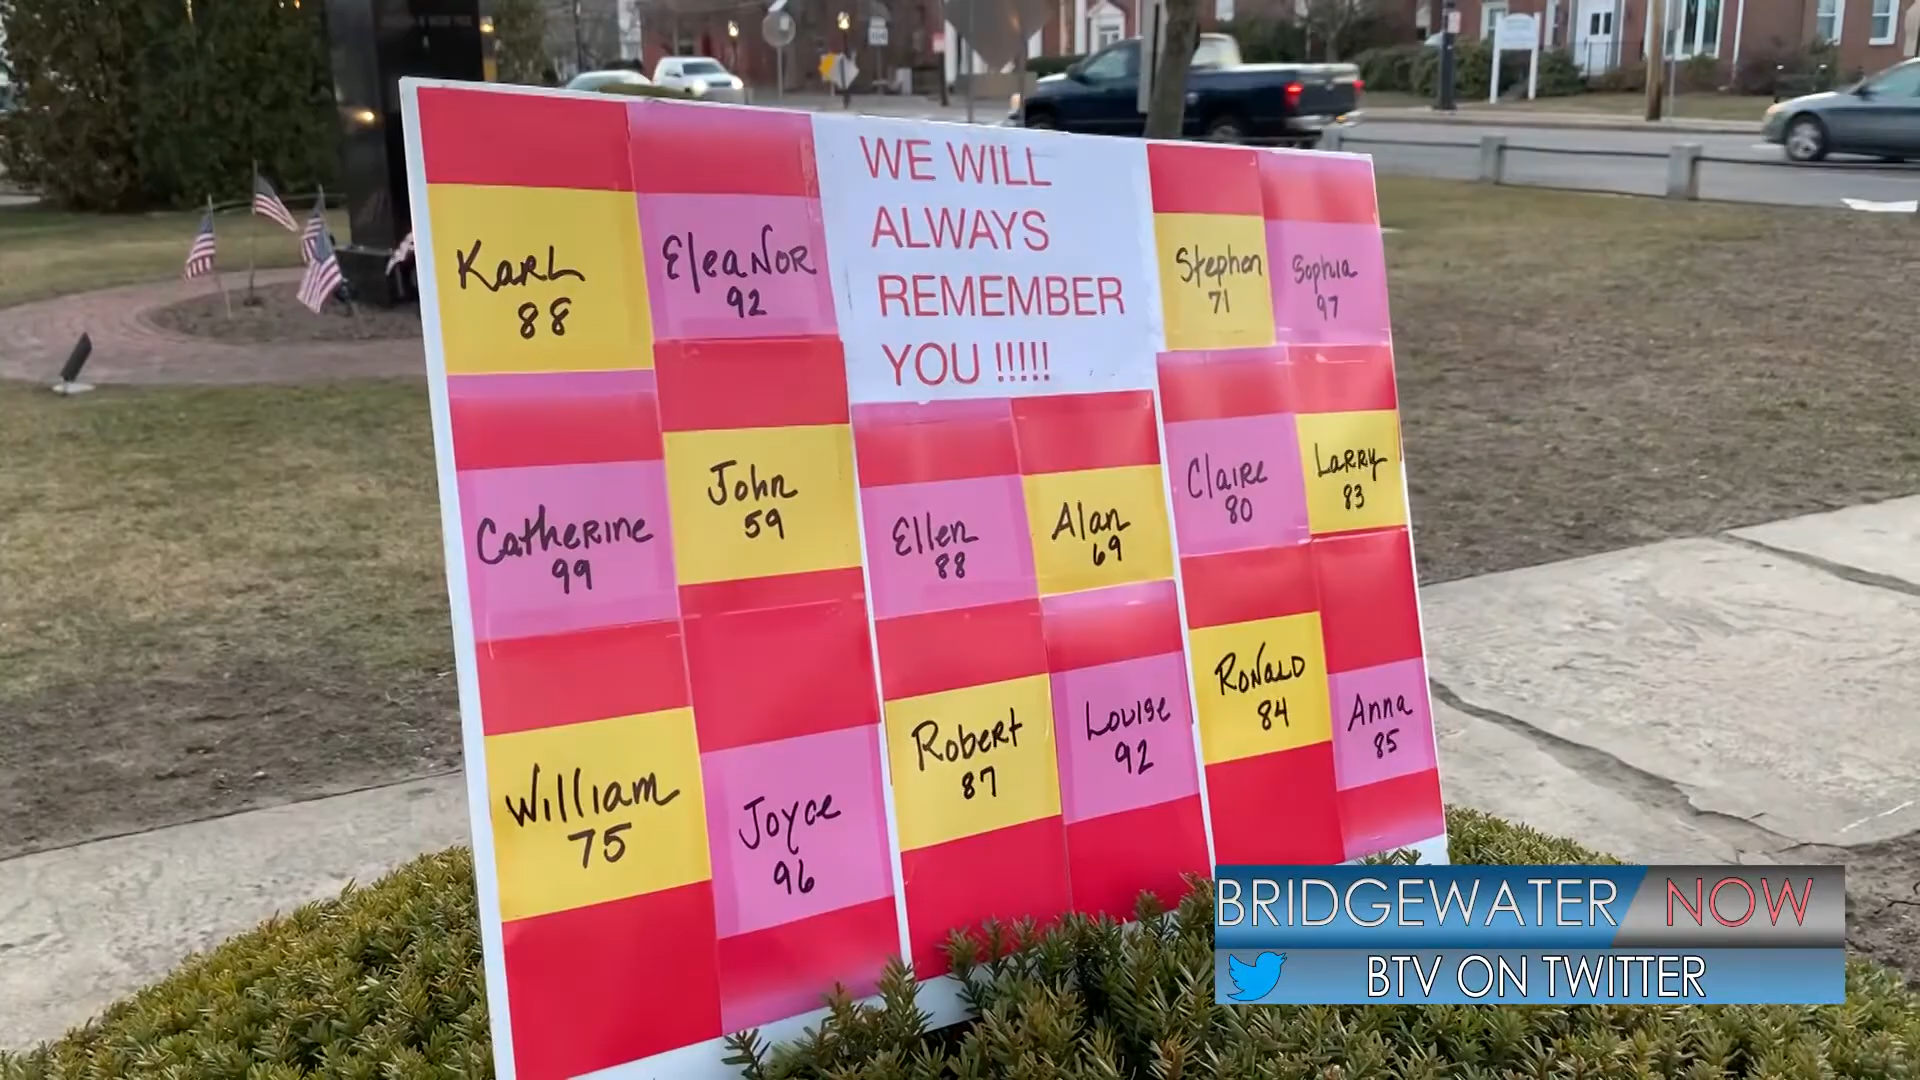 WE WILL
ALWAYS
REMEMBER
YOU !!!!!
Karl
88
Eleanor
92
Stephen
71
Sophia
97
Catherine
99
John
59
Ellen
88
Alan
69
Claire
80
Larry
83
William
75
Joyce
96
Robert
87
Louise
92
Ronald
84
Anna
85
BRIDGEWATER NOW
BTV ON TWITTER